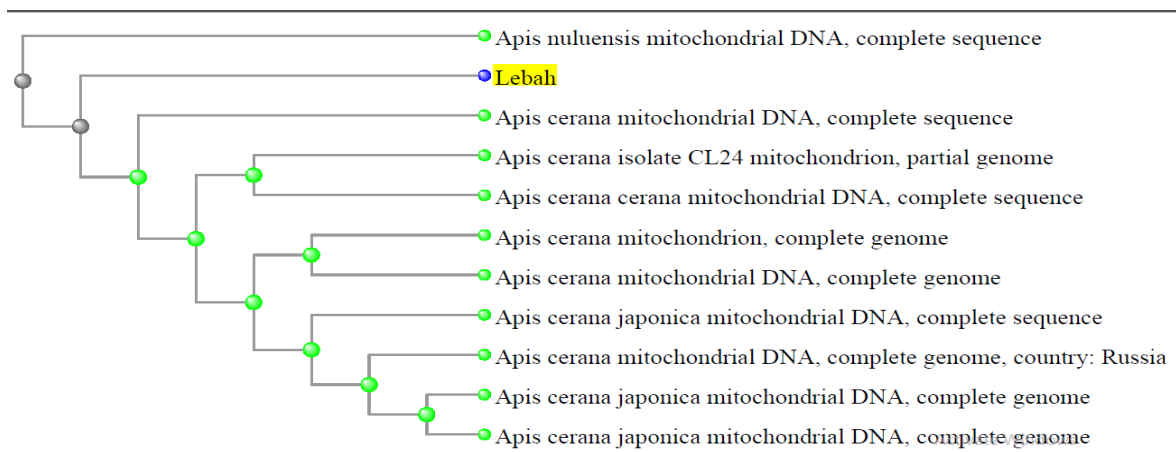 Apis nuluensis mitochondrial DNA, complete sequence
Lebah
Apis cerana mitochondrial DNA, complete sequence
Apis cerana isolate CL24 mitochondrion, partial genome
Apis cerana cerana mitochondrial DNA, complete sequence
Apis cerana mitochondrion, complete genome
Apis cerana mitochondrial DNA, complete genome
Apis cerana japonica mitochondrial DNA, complete sequence
Apis cerana mitochondrial DNA, complete genome, country: Russia
Apis cerana japonica mitochondrial DNA, complete genome
Apis cerana japonica mitochondrial DNA, complete genome
Activate Windows